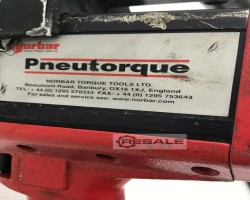 norbar
Pneutorque
NORBAR TORQUE TOOLS LTD
Beaumont Road, Banbury, OX16 1XJ, England
TEL: + 44 (0) 1295 270333 FAX: + 44 (0) 1295 753643
For sales and service see: www.norbar.com
RESALE